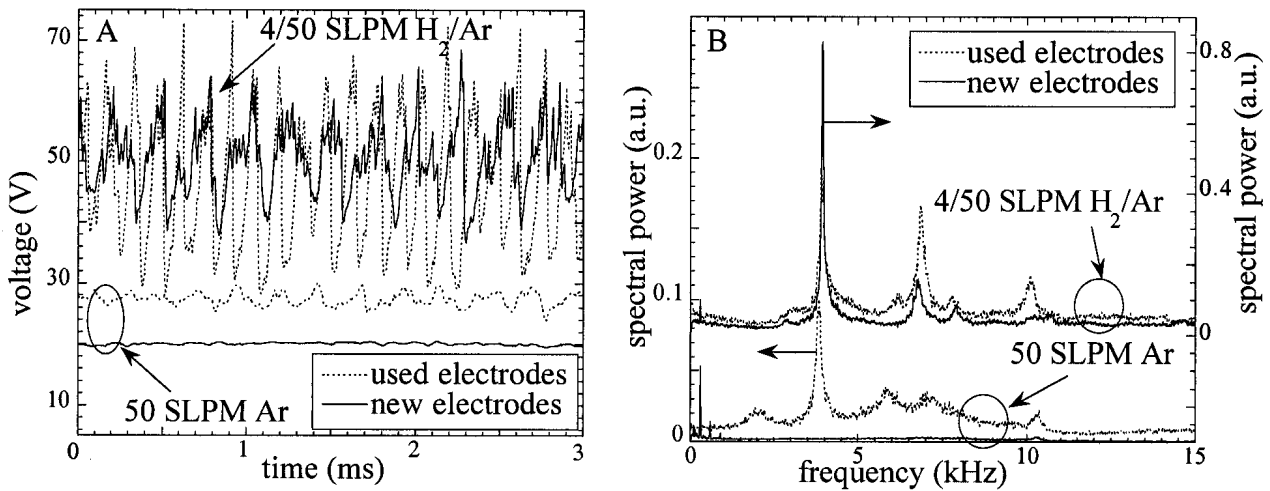 A
4/50 SLPM H2/Ar
70
50
30
10
voltage (V)
50 SLPM Ar
used electrodes
new electrodes
0
1
2
3
time (ms)
B
used electrodes
new electrodes
0.2
0.1
0
spectral power (a.u.)
0.8
0.4
0
spectral power (a.u.)
4/50 SLPM H2/Ar
50 SLPM Ar
0
5
10
15
frequency (kHz)